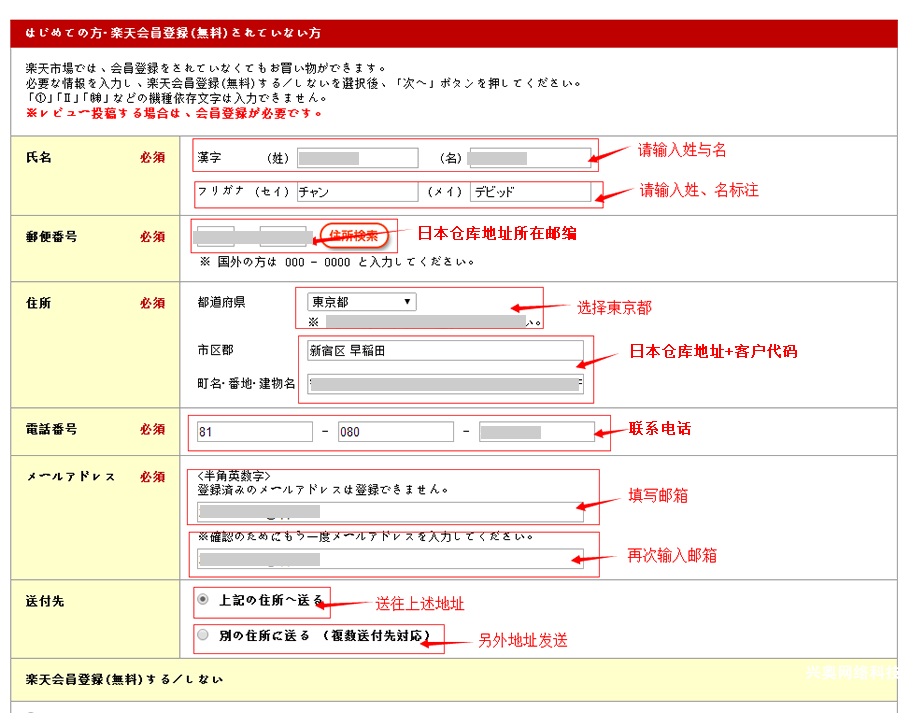 はじめての方･楽天会員登録(無料)されていない方
楽天市場では、会員登録をされていなくてもお買い物ができます。
必要な情報を入力し、楽天会員登録(無料)する／しないを選択後、「次へ」ボタンを押してください。
「①」「Ⅱ」「㈱」などの機種依存文字は入力できません。
※レビュー投稿する場合は、会員登録が必要です。
氏名 必須 漢字 (姓) (名) 请输入姓与名
フリガナ (セイ) チャン (メイ) デビッド 请输入姓、名标注
郵便番号 必須 住所検索 日本仓库地址所在邮编
※ 国外の方は 000 - 0000 と入力してください。
住所 必須 都道府県 東京都 选择東京都
※ い。
市区郡 新宿区 早稲田 日本仓库地址+客户代码
町名･番地･建物名
電話番号 必須 81 - 080 - 联系电话
メールアドレス 必須 <半角英数字>
登録済みのメールアドレスは登録できません。
填写邮箱
※確認のためにもう一度メールアドレスを入力してください。
再次输入邮箱
送付先 上記の住所へ送る 送往上述地址
別の住所に送る (複数送付先対応) 另外地址发送
楽天会員登録(無料)する／しない